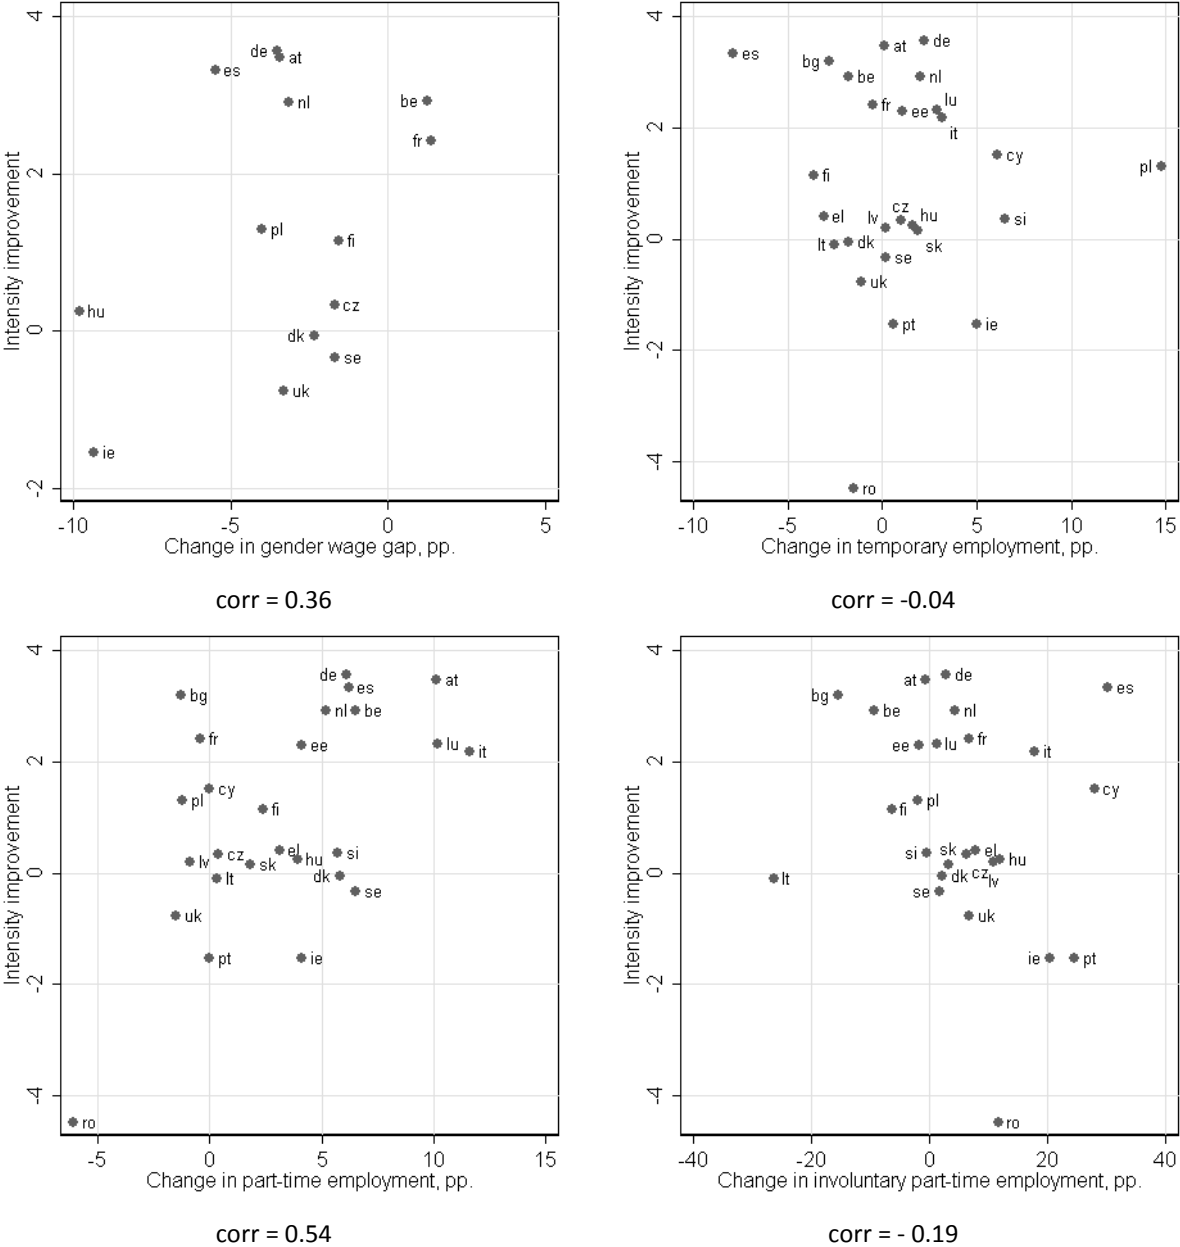 4
2
0
-2
Intensity improvement
de
at
es
nl
be
fr
pl
fi
hu
cz
dk
se
uk
ie
-10 -5 0 5
Change in gender wage gap, pp.
corr = 0.36
4
2
0
-2
-4
Intensity improvement
es
at
de
bg
be
nl
fr
ee
lu
it
cy
pl
fi
el
lv
cz
hu
si
lt
dk
sk
se
uk
pt
ie
ro
-10 -5 0 5 10 15
Change in temporary employment, pp.
corr = -0.04
4
2
0
-2
-4
Intensity improvement
de
es
at
bg
nl
be
fr
ee
lu
it
cy
pl
fi
lv
cz
sk
el
hu
si
lt
dk
se
uk
pt
ie
ro
-5 0 5 10 15
Change in part-time employment, pp.
corr = 0.54
4
2
0
-2
-4
Intensity improvement
at
de
es
bg
be
nl
ee
lu
fr
it
cy
fi
pl
si
sk
el
hu
lt
dk
cz
lv
se
uk
ie
pt
ro
-40 -20 0 20 40
Change in involuntary part-time employment, pp.
corr = - 0.19